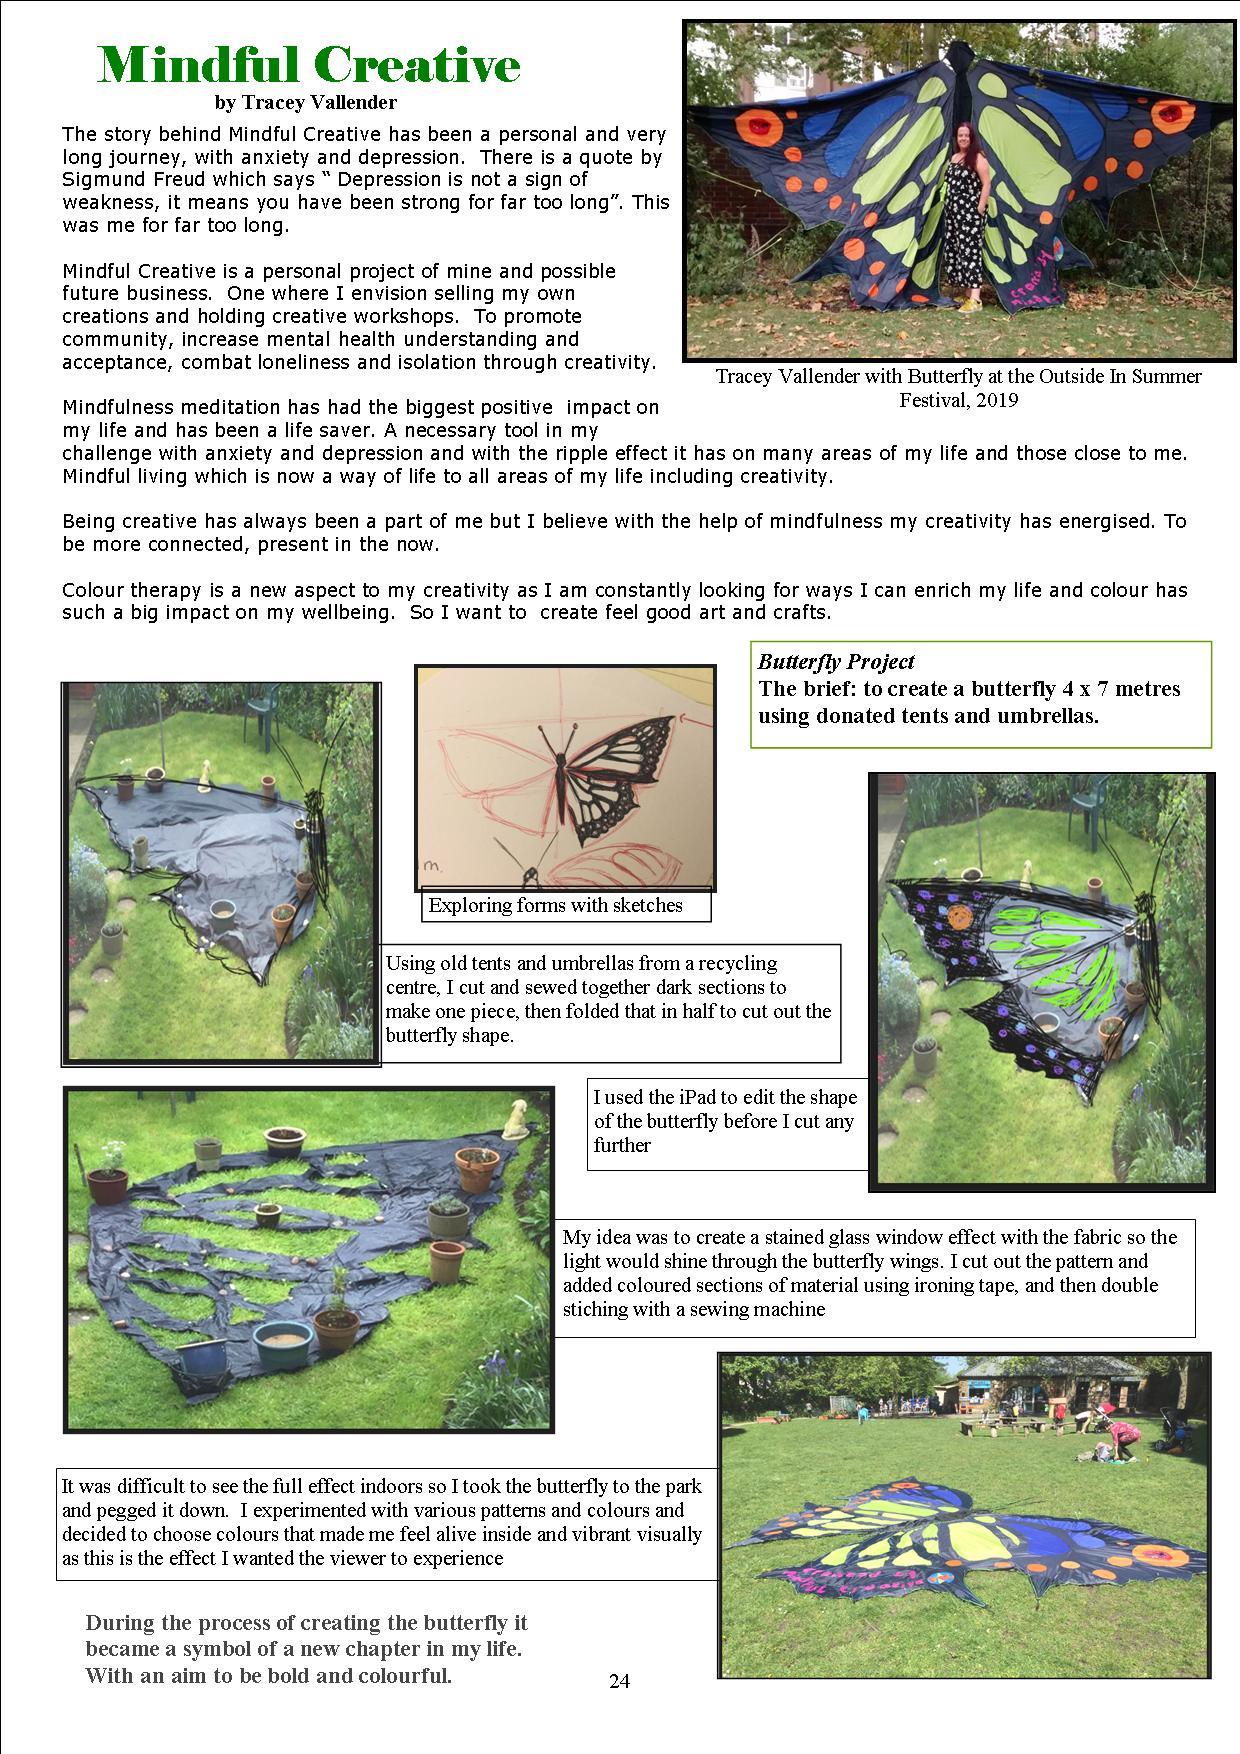 Mindful Creative
by Tracey Vallender
The story behind Mindful Creative has been a personal and very
long journey, with anxiety and depression.  There is a quote by
Sigmund Freud which says “ Depression is not a sign of
weakness, it means you have been strong for far too long”. This
was me for far too long.
Mindful Creative is a personal project of mine and possible
future business.  One where I envision selling my own
creations and holding creative workshops.  To promote
community, increase mental health understanding and
acceptance, combat loneliness and isolation through creativity.
Tracey Vallender with Butterfly at the Outside In Summer
Festival, 2019
Mindfulness meditation has had the biggest positive  impact on
my life and has been a life saver. A necessary tool in my
challenge with anxiety and depression and with the ripple effect it has on many areas of my life and those close to me.
Mindful living which is now a way of life to all areas of my life including creativity.
Being creative has always been a part of me but I believe with the help of mindfulness my creativity has energised. To
be more connected, present in the now.
Colour therapy is a new aspect to my creativity as I am constantly looking for ways I can enrich my life and colour has
such a big impact on my wellbeing.  So I want to  create feel good art and crafts.
Butterfly Project
The brief: to create a butterfly 4 x 7 metres
using donated tents and umbrellas.
m.
Exploring forms with sketches
Using old tents and umbrellas from a recycling
centre, I cut and sewed together dark sections to
make one piece, then folded that in half to cut out the
butterfly shape.
I used the iPad to edit the shape
of the butterfly before I cut any
further
My idea was to create a stained glass window effect with the fabric so the
light would shine through the butterfly wings. I cut out the pattern and
added coloured sections of material using ironing tape, and then double
stiching with a sewing machine
It was difficult to see the full effect indoors so I took the butterfly to the park
and pegged it down.  I experimented with various patterns and colours and
decided to choose colours that made me feel alive inside and vibrant visually
as this is the effect I wanted the viewer to experience
During the process of creating the butterfly it
became a symbol of a new chapter in my life.
With an aim to be bold and colourful.
24